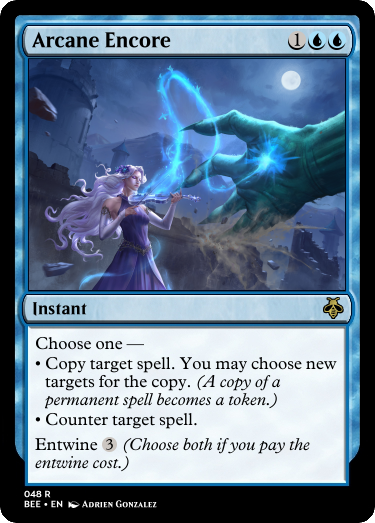 Arcane Encore 1
Instant
Choose one —
• Copy target spell. You may choose new
targets for the copy. (A copy of a
permanent spell becomes a token.)
• Counter target spell.
Entwine 3 (Choose both if you pay the
entwine cost.)
048 R
BEE • EN Adrien Gonzalez